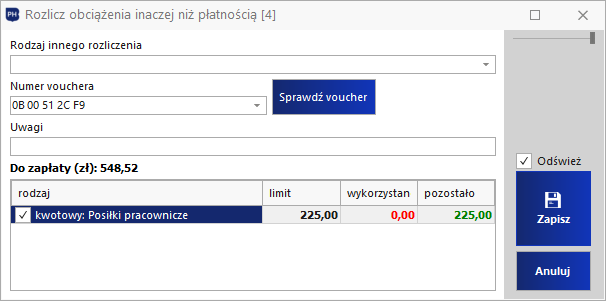 PH Rozlicz obciążenia inaczej niż płatnością [4]
Rodzaj innego rozliczenia
Numer vouchera
0B 00 51 2C F9
Sprawdź voucher
Uwagi
Do zapłaty (zł): 548,52
rodzaj limit wykorzystan pozostało
kwotowy: Posiłki pracownicze 225,00 0,00 225,00
Odśwież
Zapisz
Anuluj